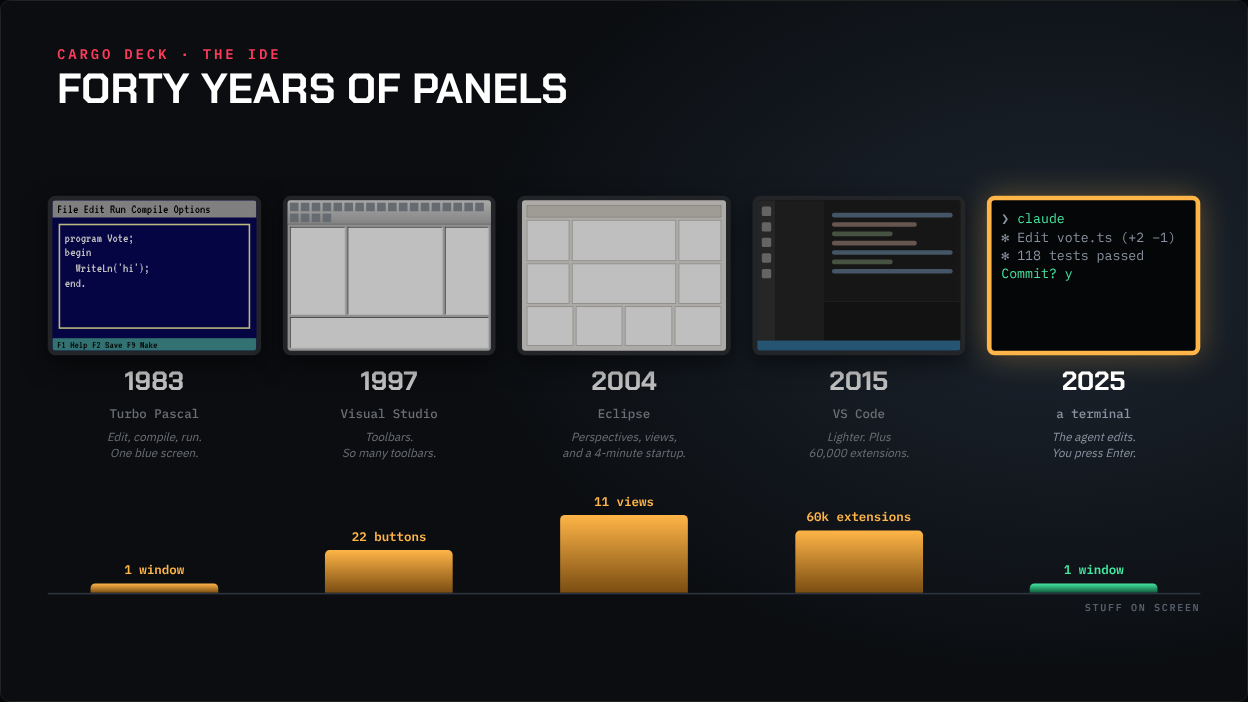 CARGO DECK · THE IDE
FORTY YEARS OF PANELS
File Edit Run Compile Options
program Vote;
begin
WriteLn('hi');
end.
F1 Help F2 Save F9 Make
❯ claude
✻ Edit vote.ts (+2 −1)
✻ 118 tests passed
Commit? y
1983
Turbo Pascal
Edit, compile, run.
One blue screen.
1997
Visual Studio
Toolbars.
So many toolbars.
2004
Eclipse
Perspectives, views,
and a 4-minute startup.
2015
VS Code
Lighter. Plus
60,000 extensions.
2025
a terminal
The agent edits.
You press Enter.
1 window
22 buttons
11 views
60k extensions
1 window
STUFF ON SCREEN